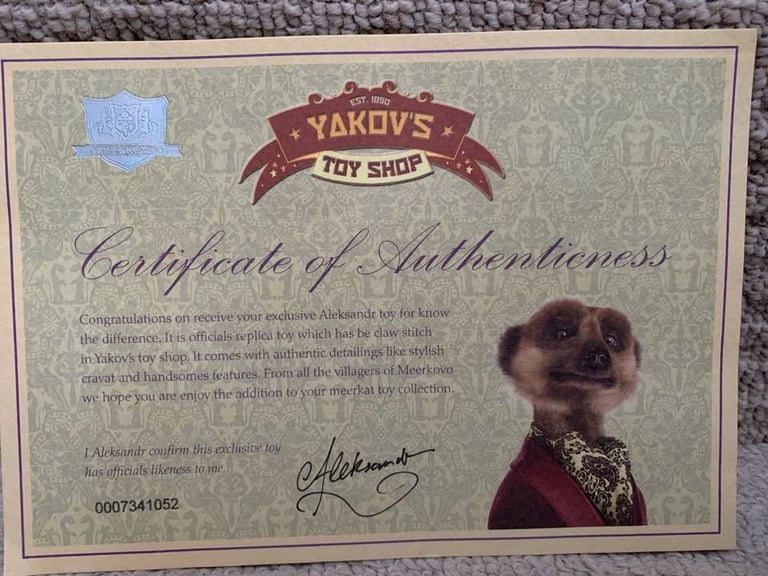 EST. 1850
YAKOV'S
TOY SHOP
Certificate of Authenticness
Congratulations on receive your exclusive Aleksandr toy for know
the difference. It is officials replica toy which has be claw stitch
in Yakov's toy shop. It comes with authentic detailings like stylish
cravat and handsomes features. From all the villagers of Meerkovo
we hope you are enjoy the addition to your meerkat toy collection.
I Aleksandr confirm this exclusive toy
has officials likeness to me.
Aleksandr
0007341052